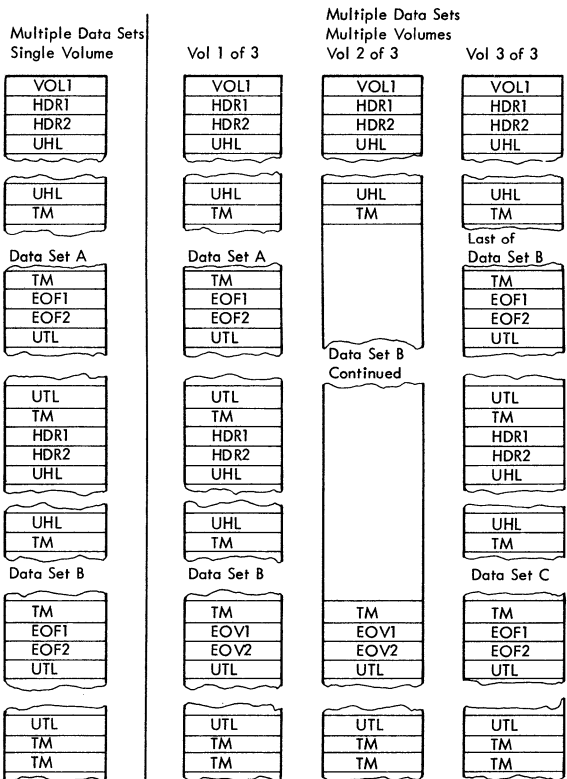 Multiple Data Sets
Single Volume
VOL1
HDR1
HDR2
UHL
UHL
TM
Data Set A
TM
EOF1
EOF2
UTL
UTL
TM
HDR1
HDR2
UHL
UHL
TM
Data Set B
TM
EOF1
EOF2
UTL
UTL
TM
TM
Multiple Data Sets
Multiple Volumes
Vol 1 of 3
VOL1
HDR1
HDR2
UHL
UHL
TM
Data Set A
TM
EOF1
EOF2
UTL
UTL
TM
HDR1
HDR2
UHL
UHL
TM
Data Set B
TM
EOV1
EOV2
UTL
UTL
TM
TM
Vol 2 of 3
VOL1
HDR1
HDR2
UHL
UHL
TM
Data Set B
Continued
TM
EOV1
EOV2
UTL
UTL
TM
TM
Vol 3 of 3
VOL1
HDR1
HDR2
UHL
UHL
TM
Last of
Data Set B
TM
EOF1
EOF2
UTL
UTL
TM
HDR1
HDR2
UHL
UHL
TM
Data Set C
TM
EOF1
EOF2
UTL
UTL
TM
TM